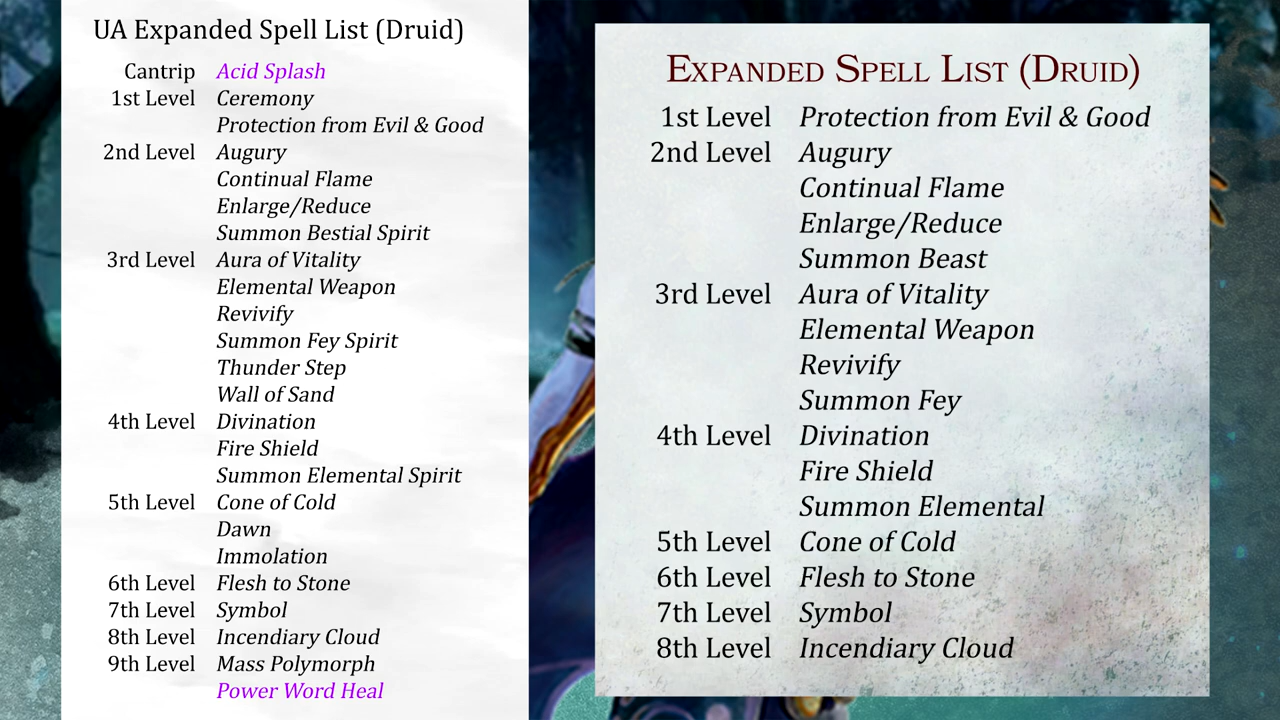 UA Expanded Spell List (Druid)
Cantrip Acid Splash
1st Level Ceremony
Protection from Evil & Good
2nd Level Augury
Continual Flame
Enlarge/Reduce
Summon Bestial Spirit
3rd Level Aura of Vitality
Elemental Weapon
Revivify
Summon Fey Spirit
Thunder Step
Wall of Sand
4th Level Divination
Fire Shield
Summon Elemental Spirit
5th Level Cone of Cold
Dawn
Immolation
6th Level Flesh to Stone
7th Level Symbol
8th Level Incendiary Cloud
9th Level Mass Polymorph
Power Word Heal
Expanded Spell List (Druid)
1st Level Protection from Evil & Good
2nd Level Augury
Continual Flame
Enlarge/Reduce
Summon Beast
3rd Level Aura of Vitality
Elemental Weapon
Revivify
Summon Fey
4th Level Divination
Fire Shield
Summon Elemental
5th Level Cone of Cold
6th Level Flesh to Stone
7th Level Symbol
8th Level Incendiary Cloud